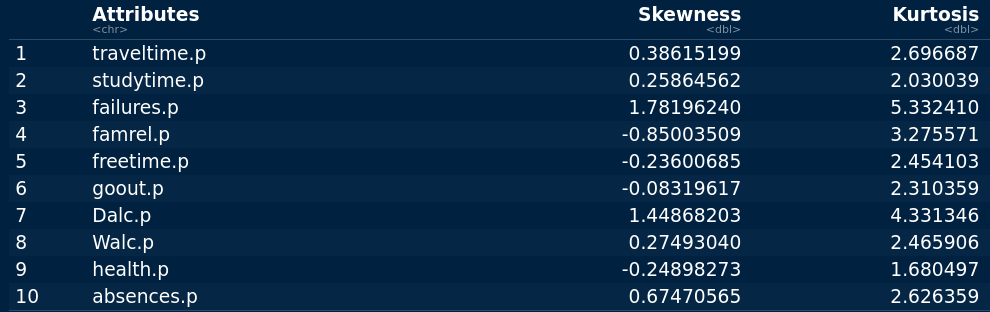 Attributes Skewness Kurtosis
<chr> <dbl> <dbl>
1 traveltime.p 0.38615199 2.696687
2 studytime.p 0.25864562 2.030039
3 failures.p 1.78196240 5.332410
4 famrel.p -0.85003509 3.275571
5 freetime.p -0.23600685 2.454103
6 goout.p -0.08319617 2.310359
7 Dalc.p 1.44868203 4.331346
8 Walc.p 0.27493040 2.465906
9 health.p -0.24898273 1.680497
10 absences.p 0.67470565 2.626359